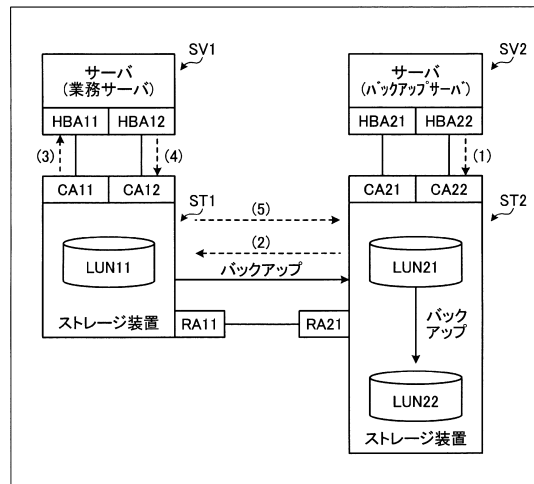 SV1
サーバ
(業務サーバ)
HBA11 HBA12
SV2
サーバ
(バックアップサーバ)
HBA21 HBA22
(3)
(4)
(1)
CA11 CA12
ST1
CA21 CA22
ST2
(5)
(2)
バックアップ
LUN11
ストレージ装置
RA11
RA21
LUN21
バック
アップ
LUN22
ストレージ装置